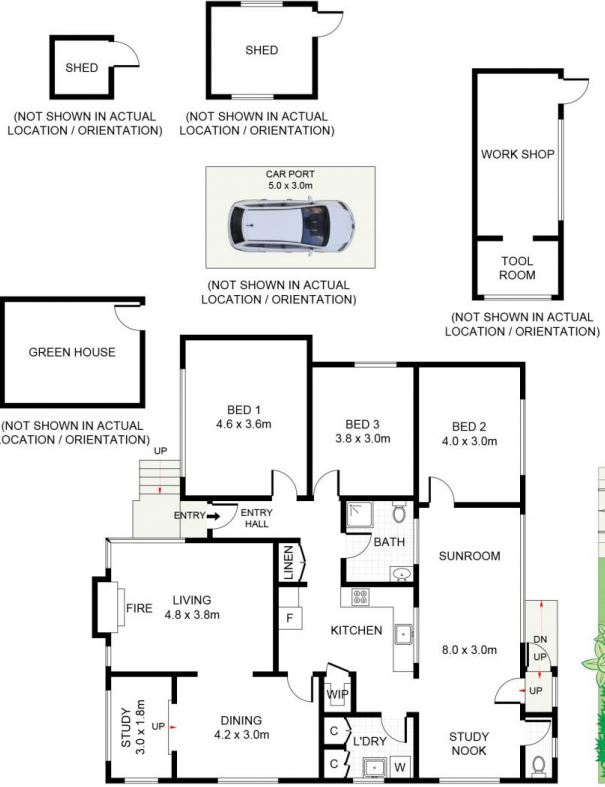 SHED
(NOT SHOWN IN ACTUAL
LOCATION / ORIENTATION)
SHED
(NOT SHOWN IN ACTUAL
LOCATION / ORIENTATION)
WORK SHOP
TOOL
ROOM
(NOT SHOWN IN ACTUAL
LOCATION / ORIENTATION)
CAR PORT
5.0 x 3.0m
(NOT SHOWN IN ACTUAL
LOCATION / ORIENTATION)
GREEN HOUSE
(NOT SHOWN IN ACTUAL
LOCATION / ORIENTATION)
BED 1
4.6 x 3.6m
BED 3
3.8 x 3.0m
BED 2
4.0 x 3.0m
UP
ENTRY
ENTRY
HALL
BATH
SUNROOM
8.0 x 3.0m
LINEN
FIRE
LIVING
4.8 x 3.8m
F
KITCHEN
DN
UP
UP
WIP
STUDY
3.0 x 1.8m
UP
DINING
4.2 x 3.0m
C
C
L'DRY
W
STUDY
NOOK